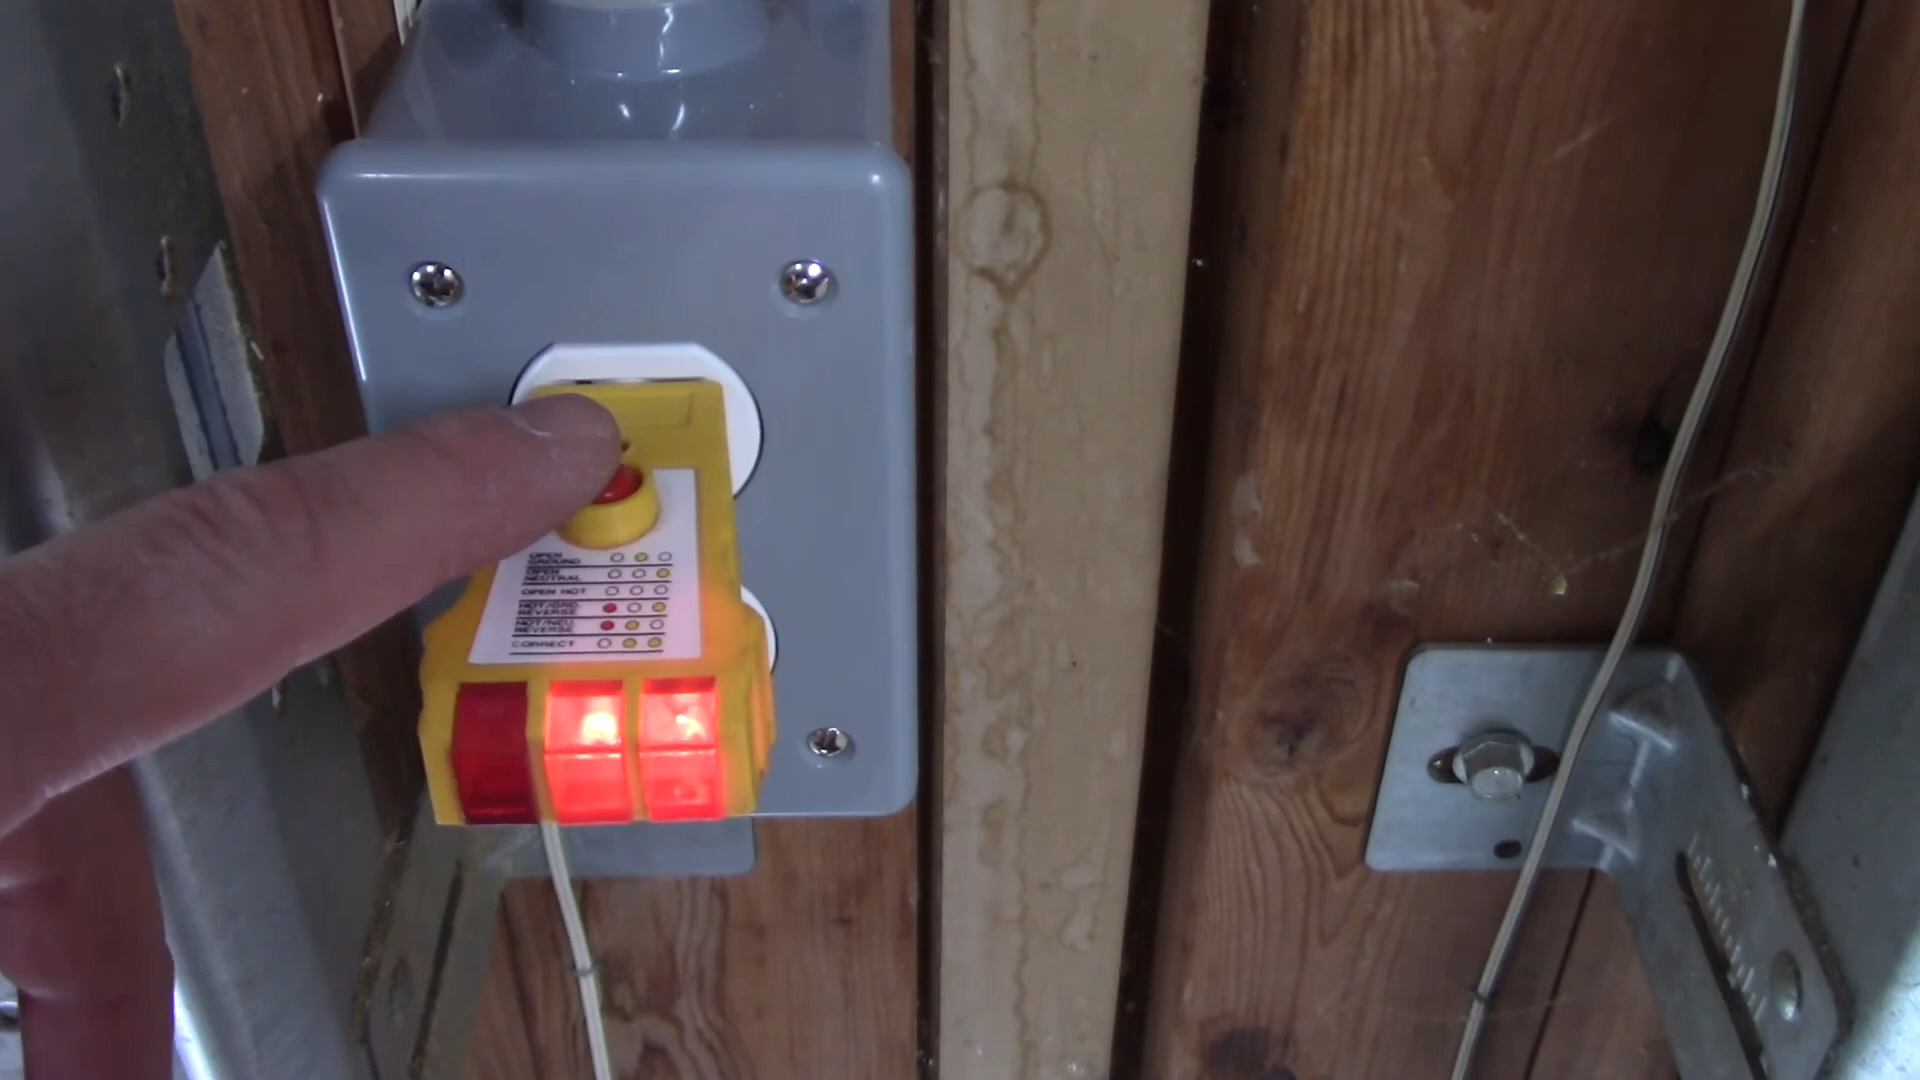 OPEN
GROUND
OPEN
NEUTRAL
OPEN HOT
HOT/GRD
REVERSE
HOT/NEU
REVERSE
CORRECT